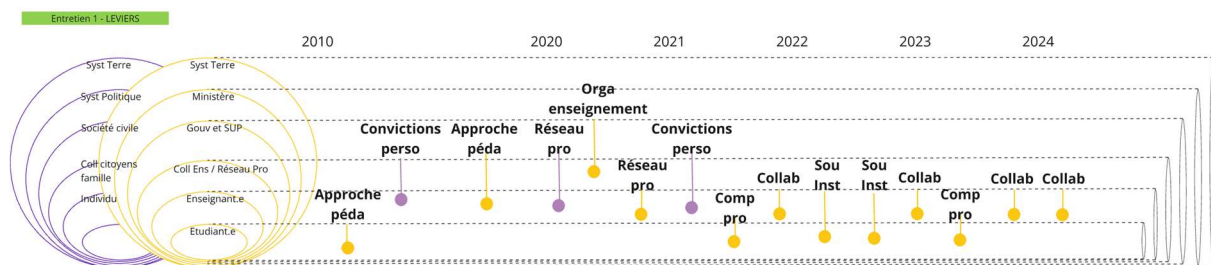 Entretien 1 - LEVIERS
2010
2020
2021
2022
2023
2024
Syst Terre
Syst Politique
Société civile
Coll citoyens
famille
Individu
Syst Terre
Ministère
Gouv et SUP
Coll Ens / Réseau Pro
Enseignant.e
Etudiant.e
Approche
péda
Convictions
perso
Approche
péda
Réseau
pro
Orga
enseignement
Réseau
pro
Convictions
perso
Comp
pro
Collab
Sou
Inst
Sou
Inst
Collab
Comp
pro
Collab
Collab